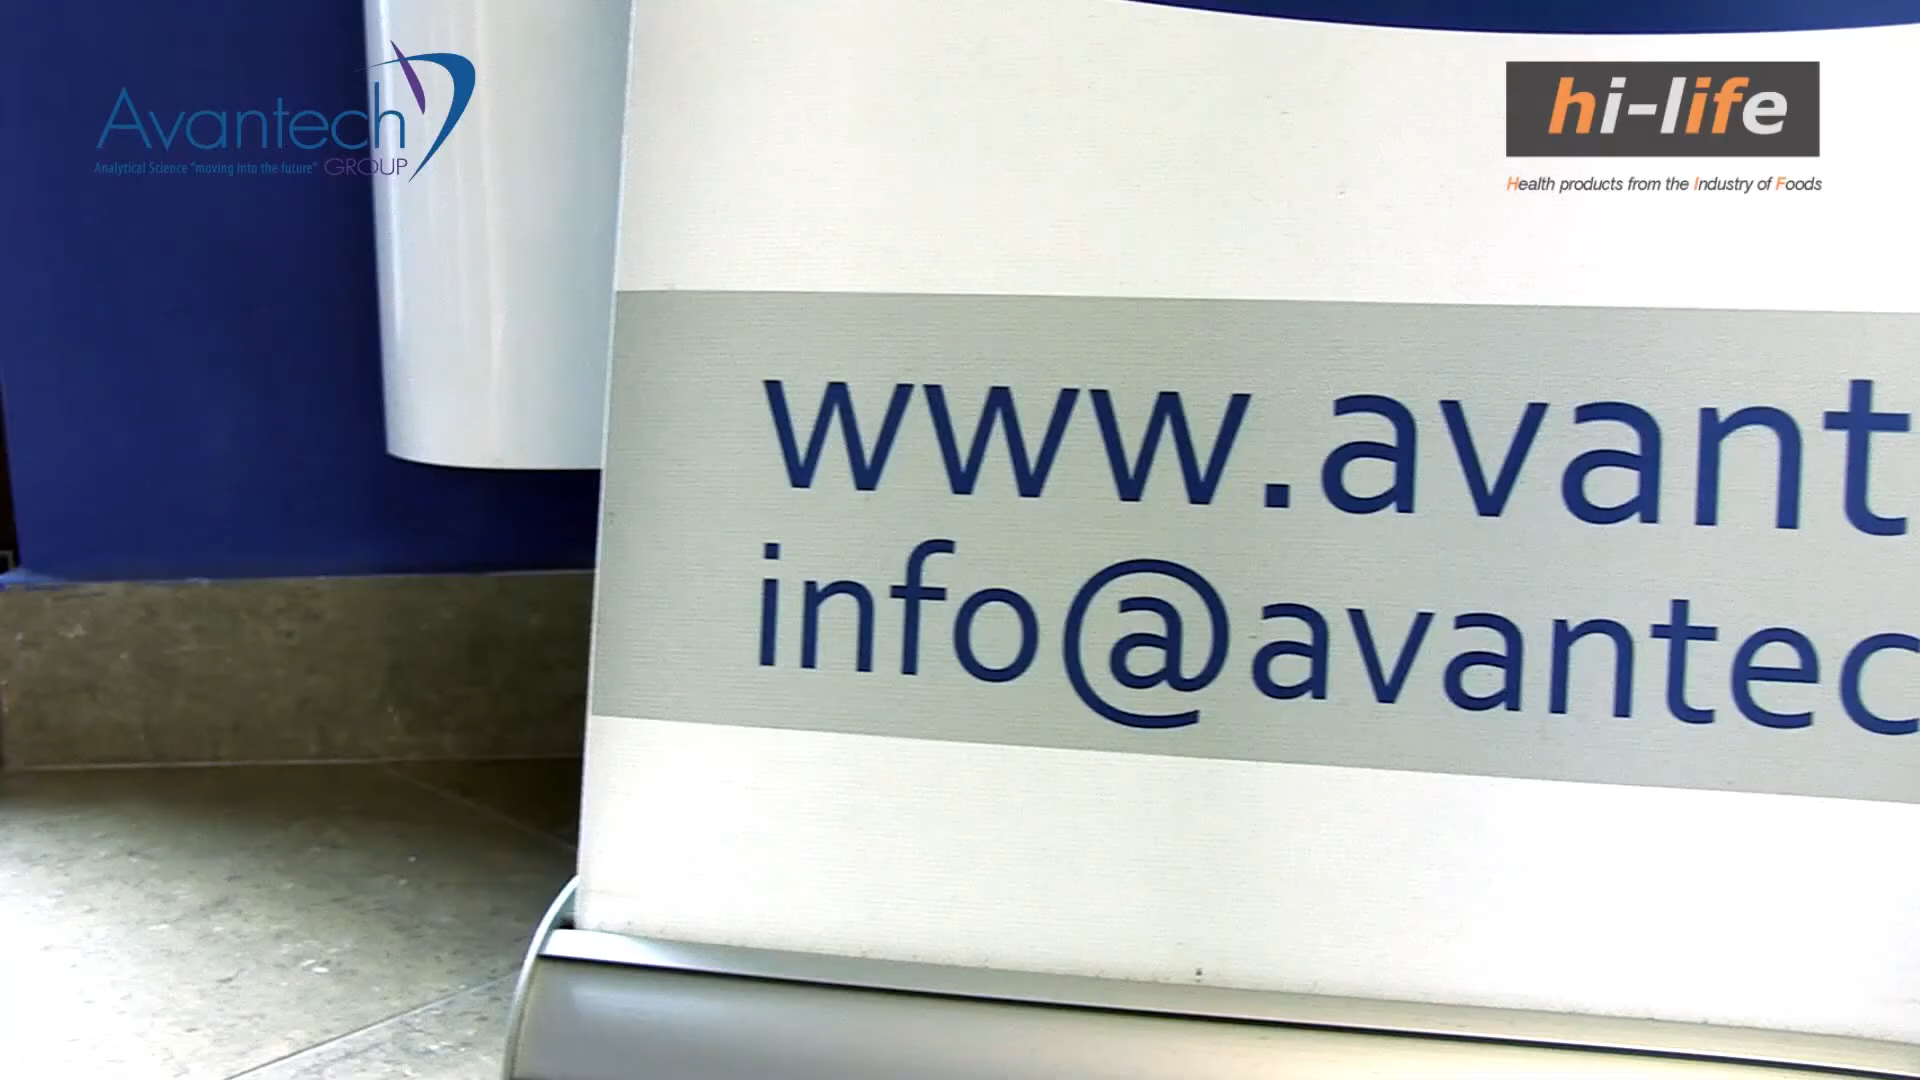 Avantech
Analytical Science "moving into the future" GROUP
hi-life
Health products from the Industry of Foods
www.avant
info@avantec